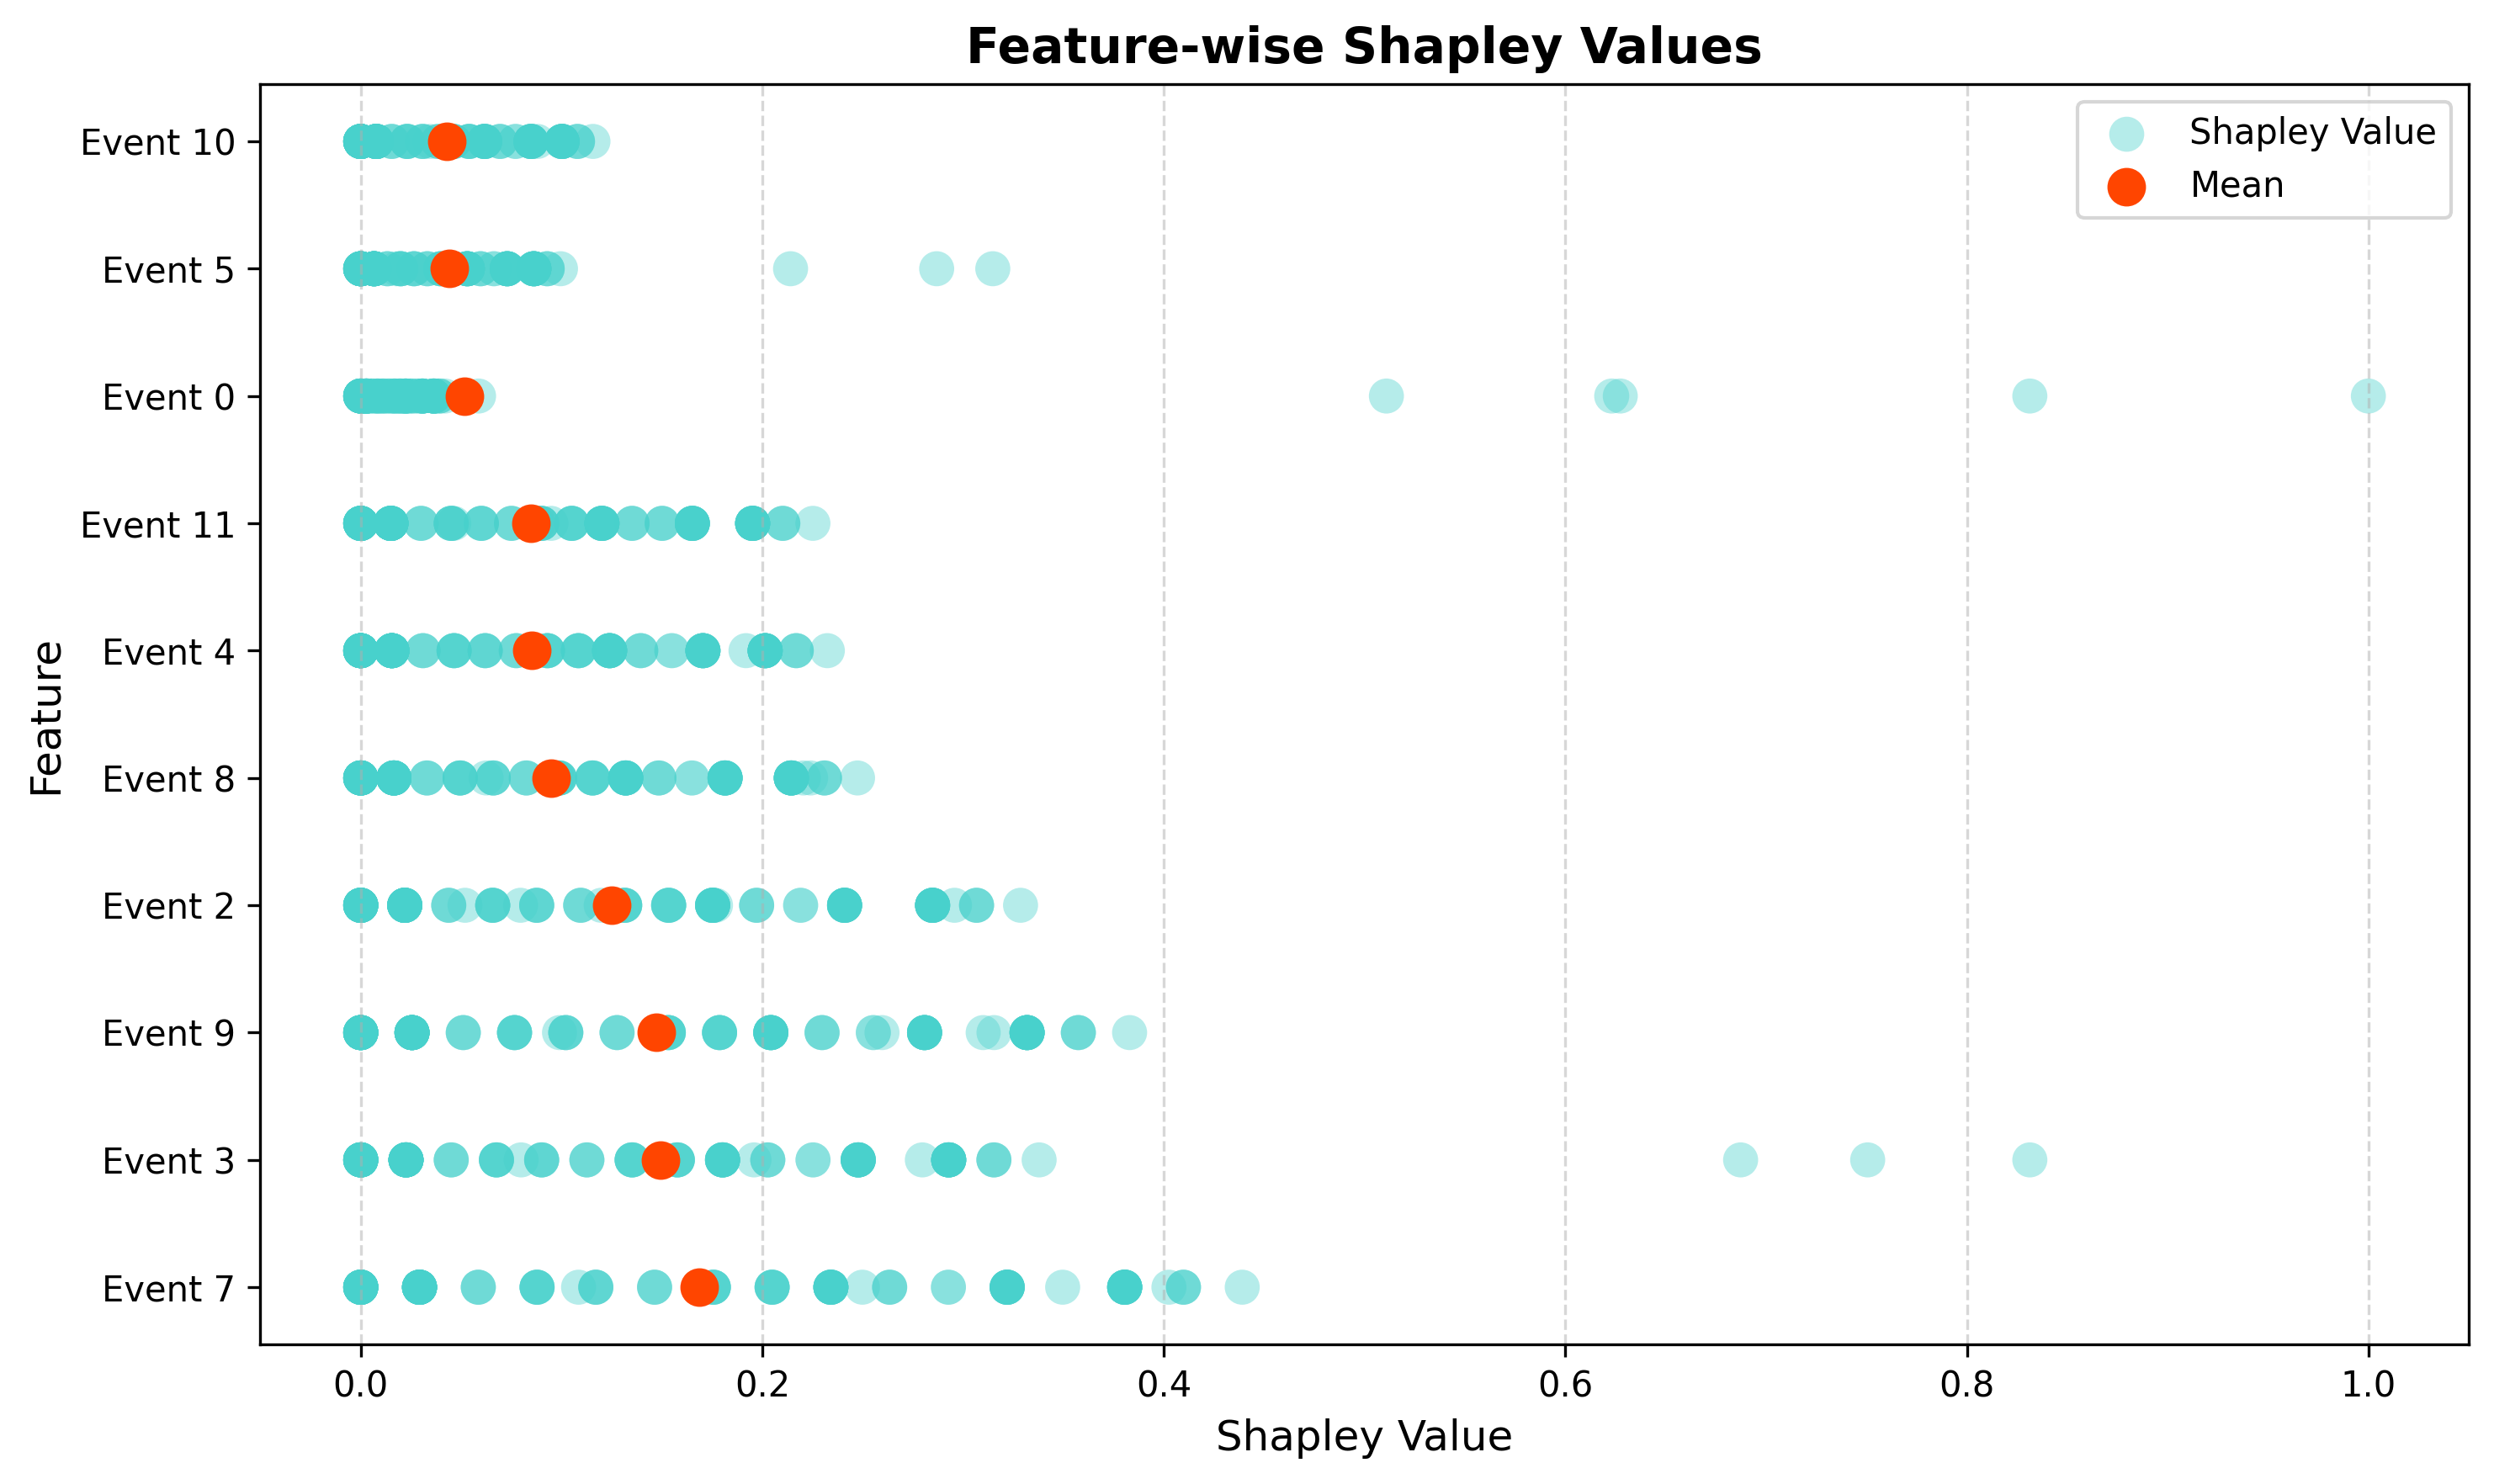 Feature-wise Shapley Values
Shapley Value
Mean
Feature
Event 10
Event 5
Event 0
Event 11
Event 4
Event 8
Event 2
Event 9
Event 3
Event 7
0.0 0.2 0.4 0.6 0.8 1.0
Shapley Value